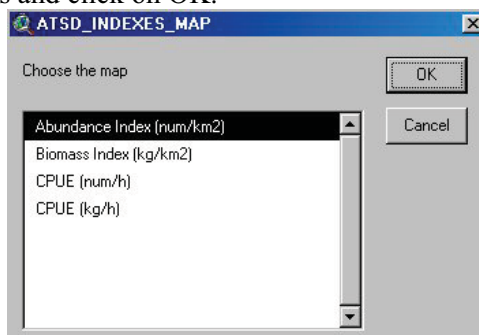 s and click on OK.
ATSD_INDEXES_MAP
Choose the map
OK
Cancel
Abundance Index (num/km2)
Biomass Index (kg/km2)
CPUE (num/h)
CPUE (kg/h)